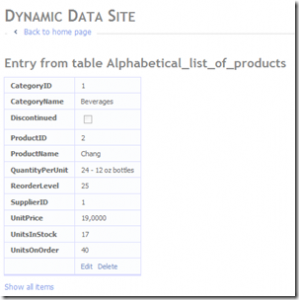 DYNAMIC DATA SITE
Back to home page
Entry from table Alphabetical_list_of_products
CategoryID 1
CategoryName Beverages
Discontinued
ProductID 2
ProductName Chang
QuantityPerUnit 24 - 12 oz bottles
ReorderLevel 25
SupplierID 1
UnitPrice 19,0000
UnitsInStock 17
UnitsOnOrder 40
Edit Delete
Show all items